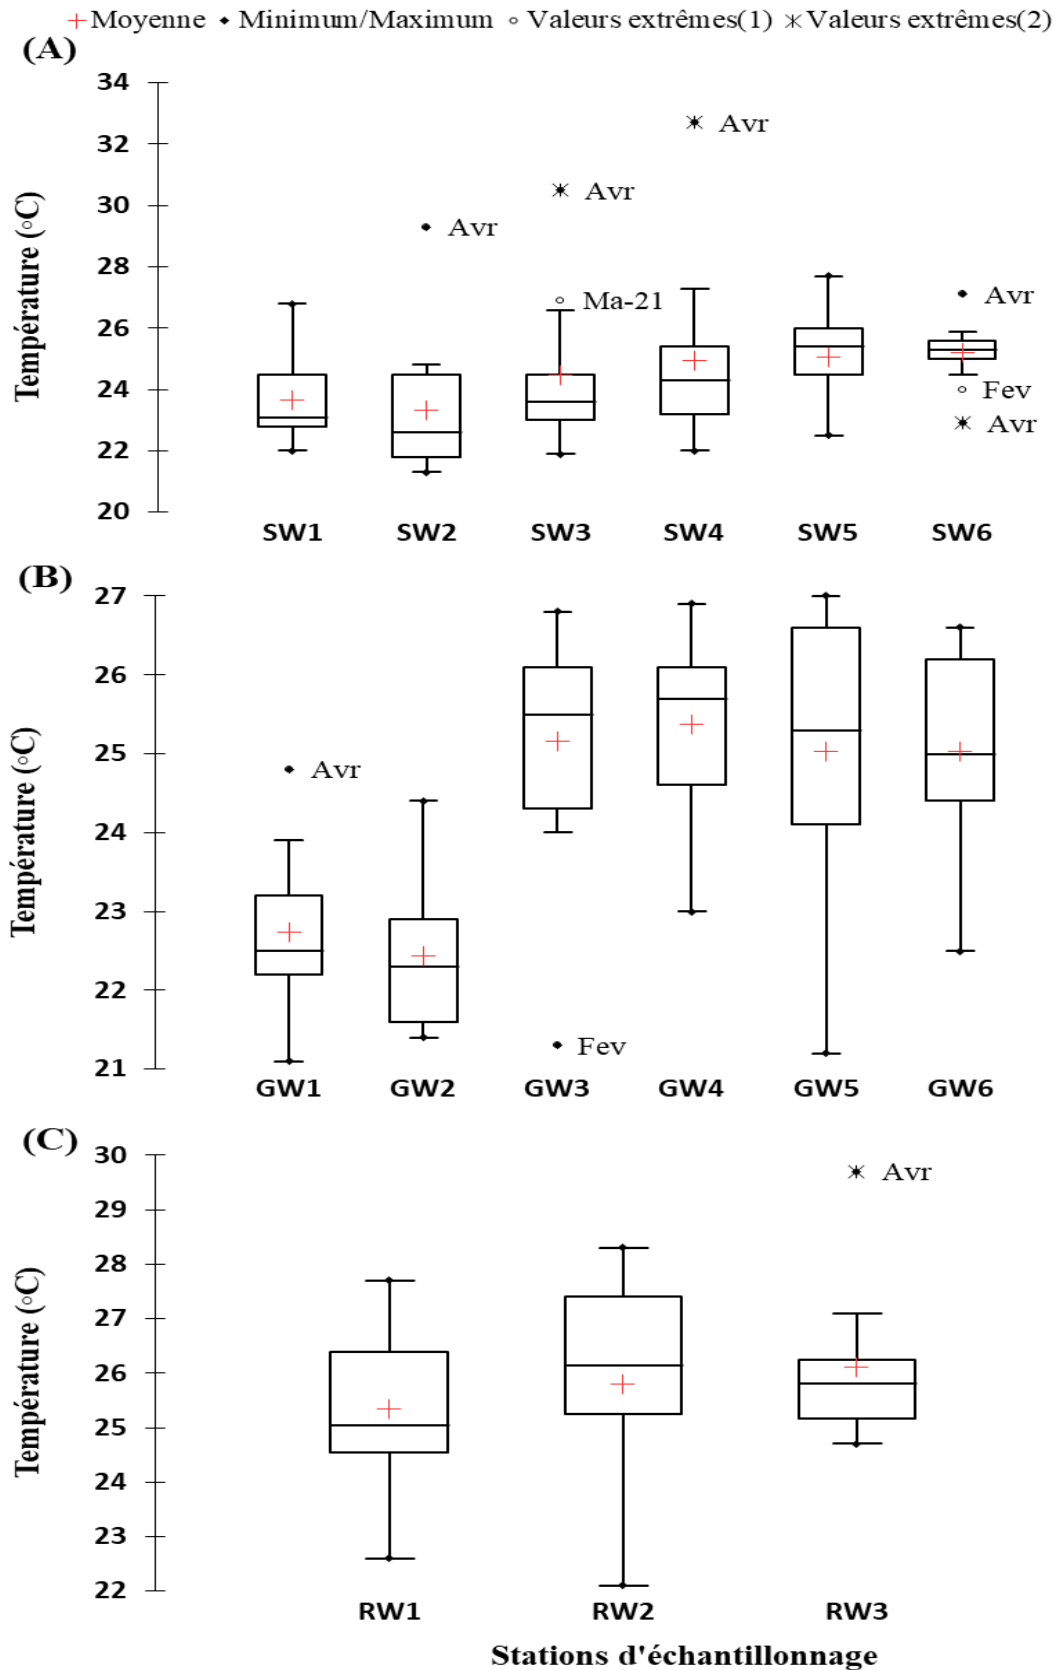 Moyenne Minimum/Maximum Valeurs extrêmes(1) Valeurs extrêmes(2)
(A)
Température (°C)
34
32
30
28
26
24
22
20
Avr
Avr
Avr
Ma-21
Avr
Fev
Avr
SW1 SW2 SW3 SW4 SW5 SW6
(B)
Température (°C)
27
26
25
24
23
22
21
Avr
Fev
GW1 GW2 GW3 GW4 GW5 GW6
(C)
Température (°C)
30
29
28
27
26
25
24
23
22
Avr
RW1 RW2 RW3
Stations d'échantillonnage